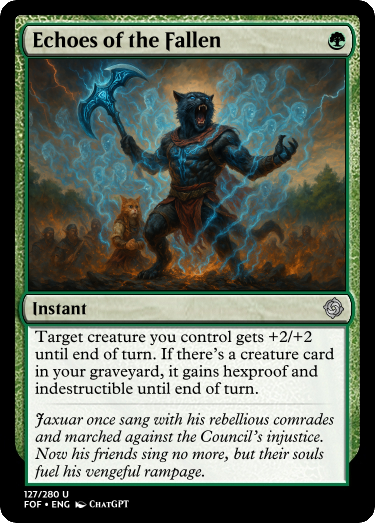 Echoes of the Fallen
Instant
Target creature you control gets +2/+2
until end of turn. If there's a creature card
in your graveyard, it gains hexproof and
indestructible until end of turn.
Jaxuar once sang with his rebellious comrades
and marched against the Council's injustice.
Now his friends sing no more, but their souls
fuel his vengeful rampage.
127/280 U
FOF • ENG ChatGPT